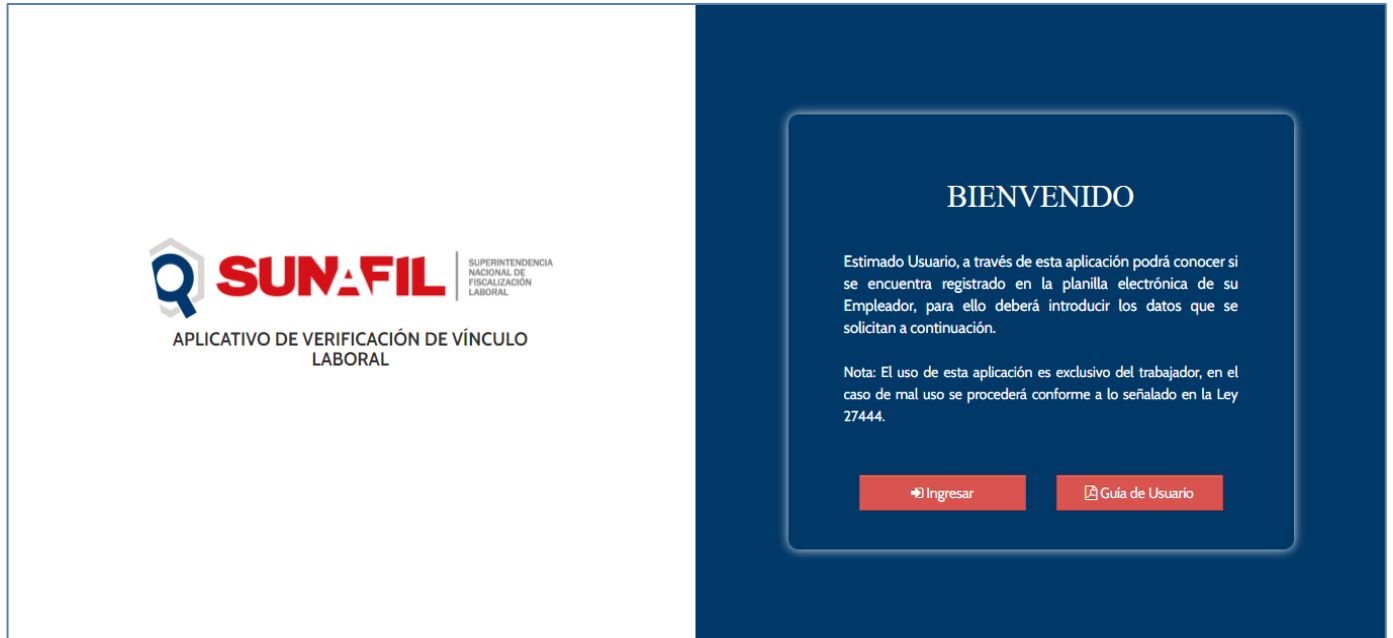 SUNAFIL
SUPERINTENDENCIA
NACIONAL DE
FISCALIZACIÓN
LABORAL
APLICATIVO DE VERIFICACIÓN DE VÍNCULO
LABORAL
BIENVENIDO
Estimado Usuario, a través de esta aplicación podrá conocer si
se encuentra registrado en la planilla electrónica de su
Empleador, para ello deberá introducir los datos que se
solicitan a continuación.
Nota: El uso de esta aplicación es exclusivo del trabajador, en el
caso de mal uso se procederá conforme a lo señalado en la Ley
27444.
Ingresar
Guía de Usuario